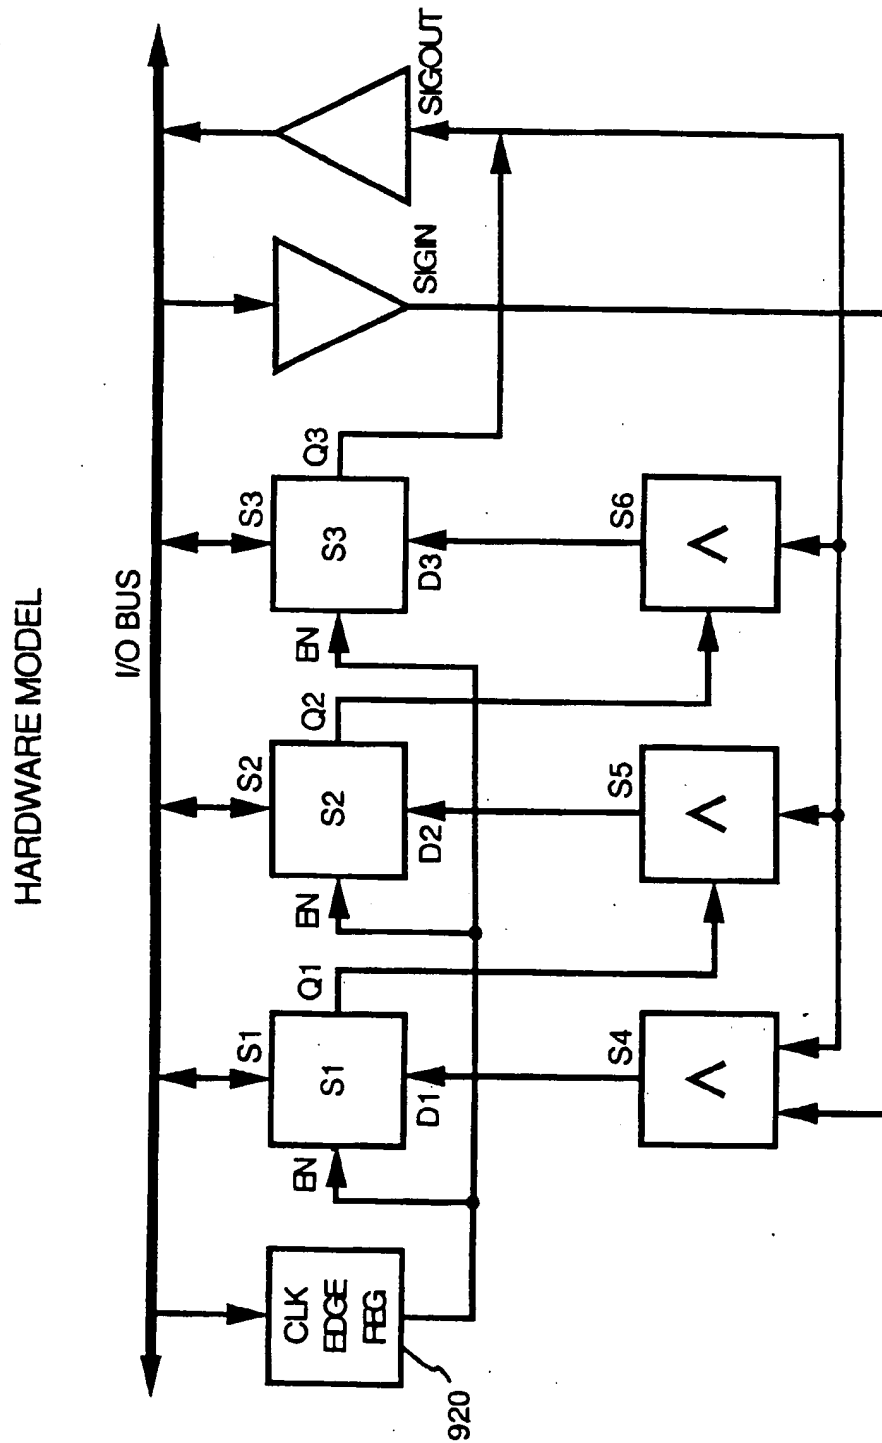 HARDWARE MODEL
I/O BUS
S1
S2
S3
CLK
EDGE
REG
EN
S1
Q1
EN
S2
Q2
EN
S3
Q3
920
D1
D2
D3
SIGIN
SIGOUT
S4
S5
S6
∧
∧
∧